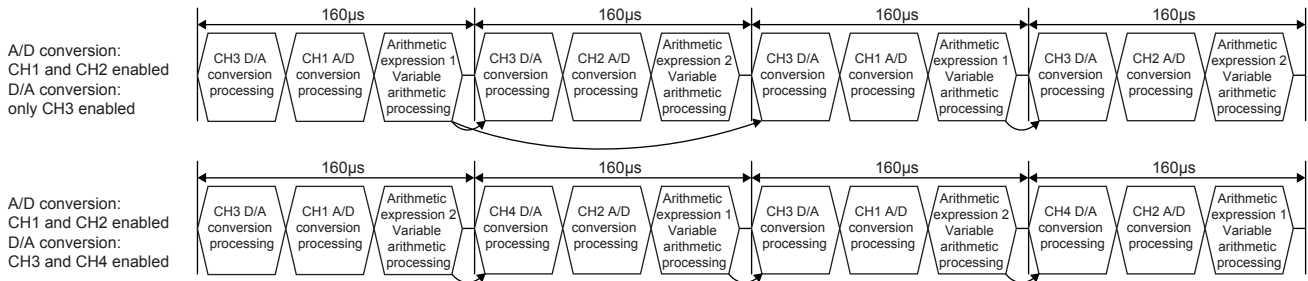 160µs 160µs 160µs 160µs
A/D conversion:
CH1 and CH2 enabled
D/A conversion:
only CH3 enabled
CH3 D/A
conversion
processing
CH1 A/D
conversion
processing
Arithmetic
expression 1
Variable
arithmetic
processing
CH3 D/A
conversion
processing
CH2 A/D
conversion
processing
Arithmetic
expression 2
Variable
arithmetic
processing
CH3 D/A
conversion
processing
CH1 A/D
conversion
processing
Arithmetic
expression 1
Variable
arithmetic
processing
CH3 D/A
conversion
processing
CH2 A/D
conversion
processing
Arithmetic
expression 2
Variable
arithmetic
processing
160µs 160µs 160µs 160µs
A/D conversion:
CH1 and CH2 enabled
D/A conversion:
CH3 and CH4 enabled
CH3 D/A
conversion
processing
CH1 A/D
conversion
processing
Arithmetic
expression 2
Variable
arithmetic
processing
CH4 D/A
conversion
processing
CH2 A/D
conversion
processing
Arithmetic
expression 1
Variable
arithmetic
processing
CH3 D/A
conversion
processing
CH1 A/D
conversion
processing
Arithmetic
expression 2
Variable
arithmetic
processing
CH4 D/A
conversion
processing
CH2 A/D
conversion
processing
Arithmetic
expression 1
Variable
arithmetic
processing